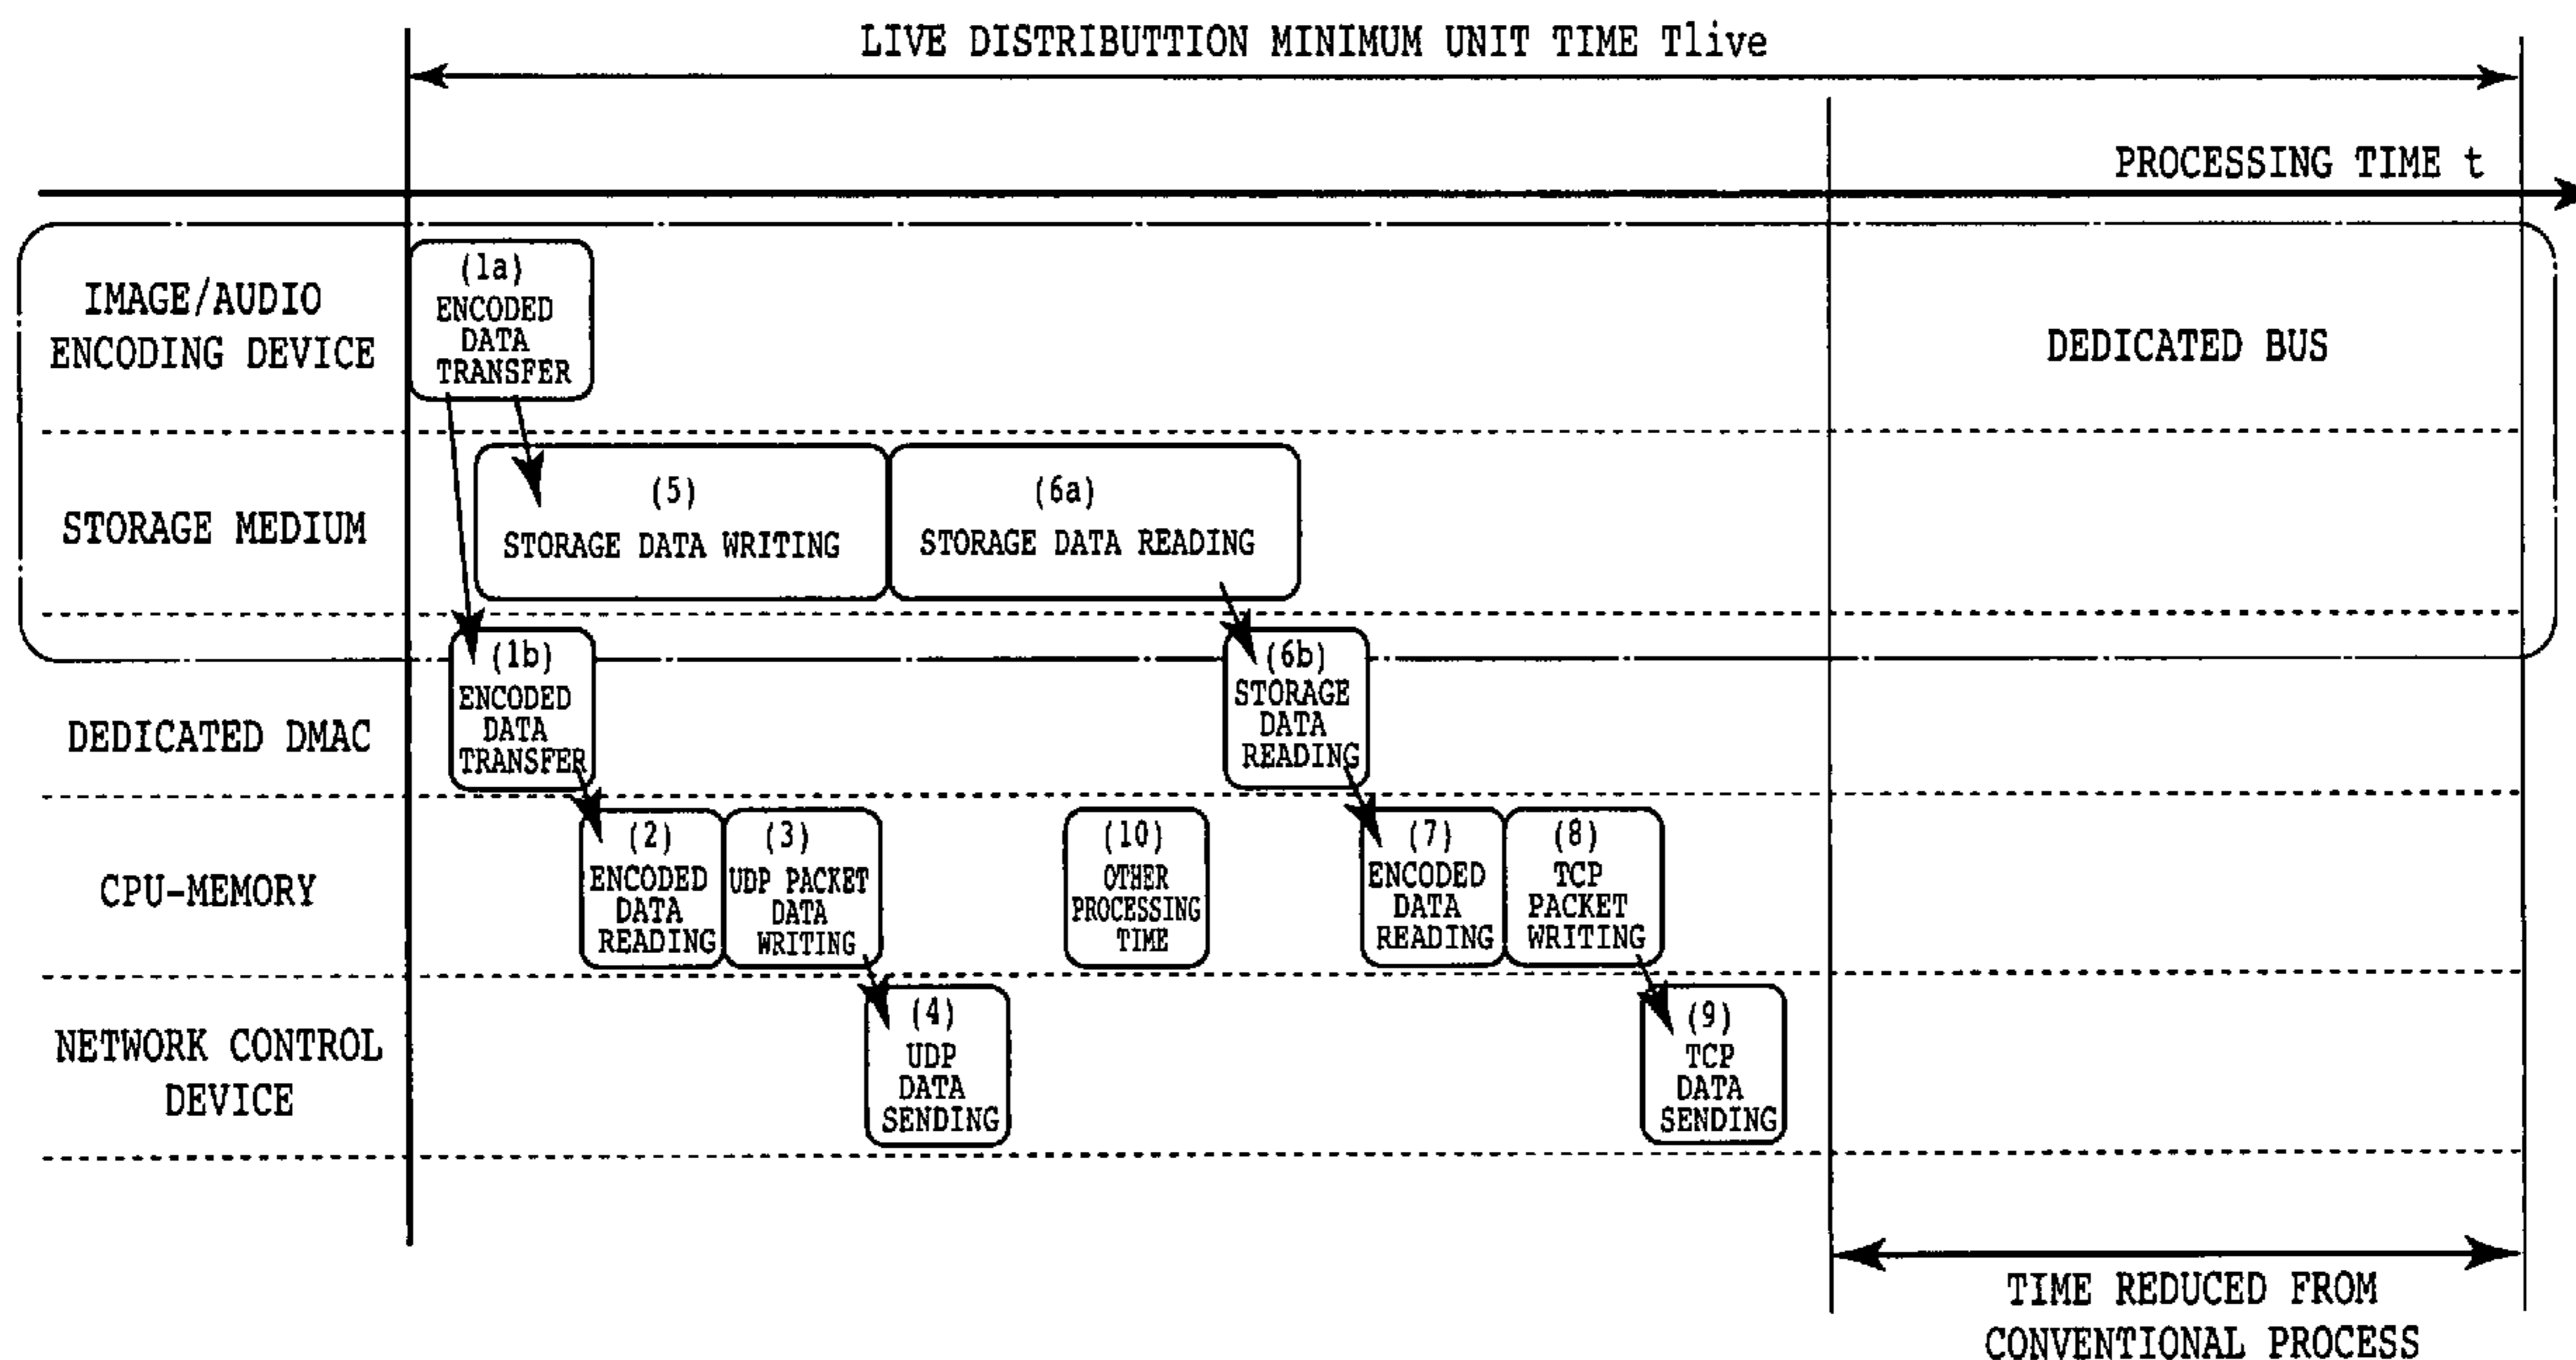 LIVE DISTRIBUTTION MINIMUM UNIT TIME Tlive
PROCESSING TIME t
IMAGE/AUDIO
ENCODING DEVICE
(1a)
ENCODED
DATA
TRANSFER
DEDICATED BUS
STORAGE MEDIUM
(5)
STORAGE DATA WRITING
(6a)
STORAGE DATA READING
DEDICATED DMAC
(1b)
ENCODED
DATA
TRANSFER
(6b)
STORAGE
DATA
READING
CPU-MEMORY
(2)
ENCODED
DATA
READING
(3)
UDP PACKET
DATA
WRITING
(10)
OTHER
PROCESSING
TIME
(7)
ENCODED
DATA
READING
(8)
TCP
PACKET
WRITING
NETWORK CONTROL
DEVICE
(4)
UDP
DATA
SENDING
(9)
TCP
DATA
SENDING
TIME REDUCED FROM
CONVENTIONAL PROCESS